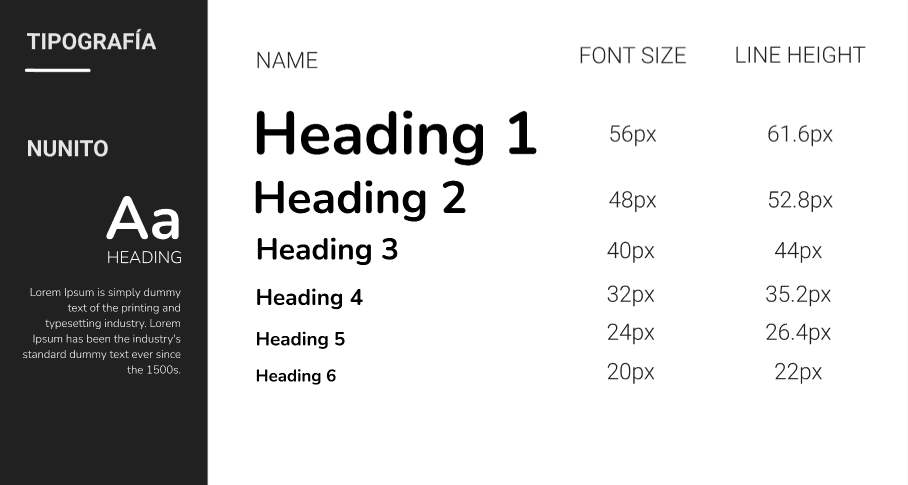 TIPOGRAFÍA
NUNITO
Aa
HEADING
Lorem Ipsum is simply dummy
text of the printing and
typesetting industry. Lorem
Ipsum has been the industry's
standard dummy text ever since
the 1500s.
NAME FONT SIZE LINE HEIGHT
Heading 1 56px 61.6px
Heading 2 48px 52.8px
Heading 3 40px 44px
Heading 4 32px 35.2px
Heading 5 24px 26.4px
Heading 6 20px 22px